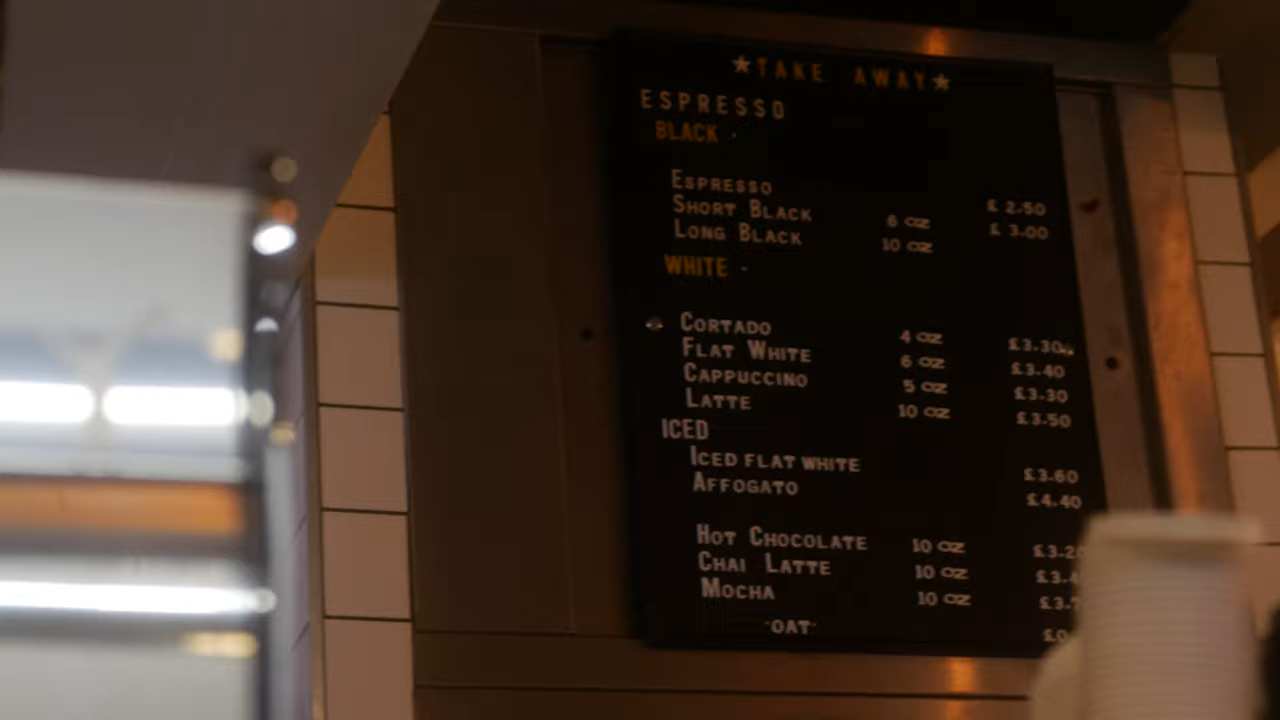 ★TAKE AWAY★
ESPRESSO
BLACK
ESPRESSO £ 2.50
SHORT BLACK 6 OZ £ 3.00
LONG BLACK 10 OZ
WHITE
CORTADO 4 OZ £3.30
FLAT WHITE 6 OZ £3.40
CAPPUCCINO 5 OZ £3.30
LATTE 10 OZ £3.50
ICED
ICED FLAT WHITE £3.60
AFFOGATO £4.40
HOT CHOCOLATE 10 OZ
CHAI LATTE 10 OZ
MOCHA 10 OZ
OAT